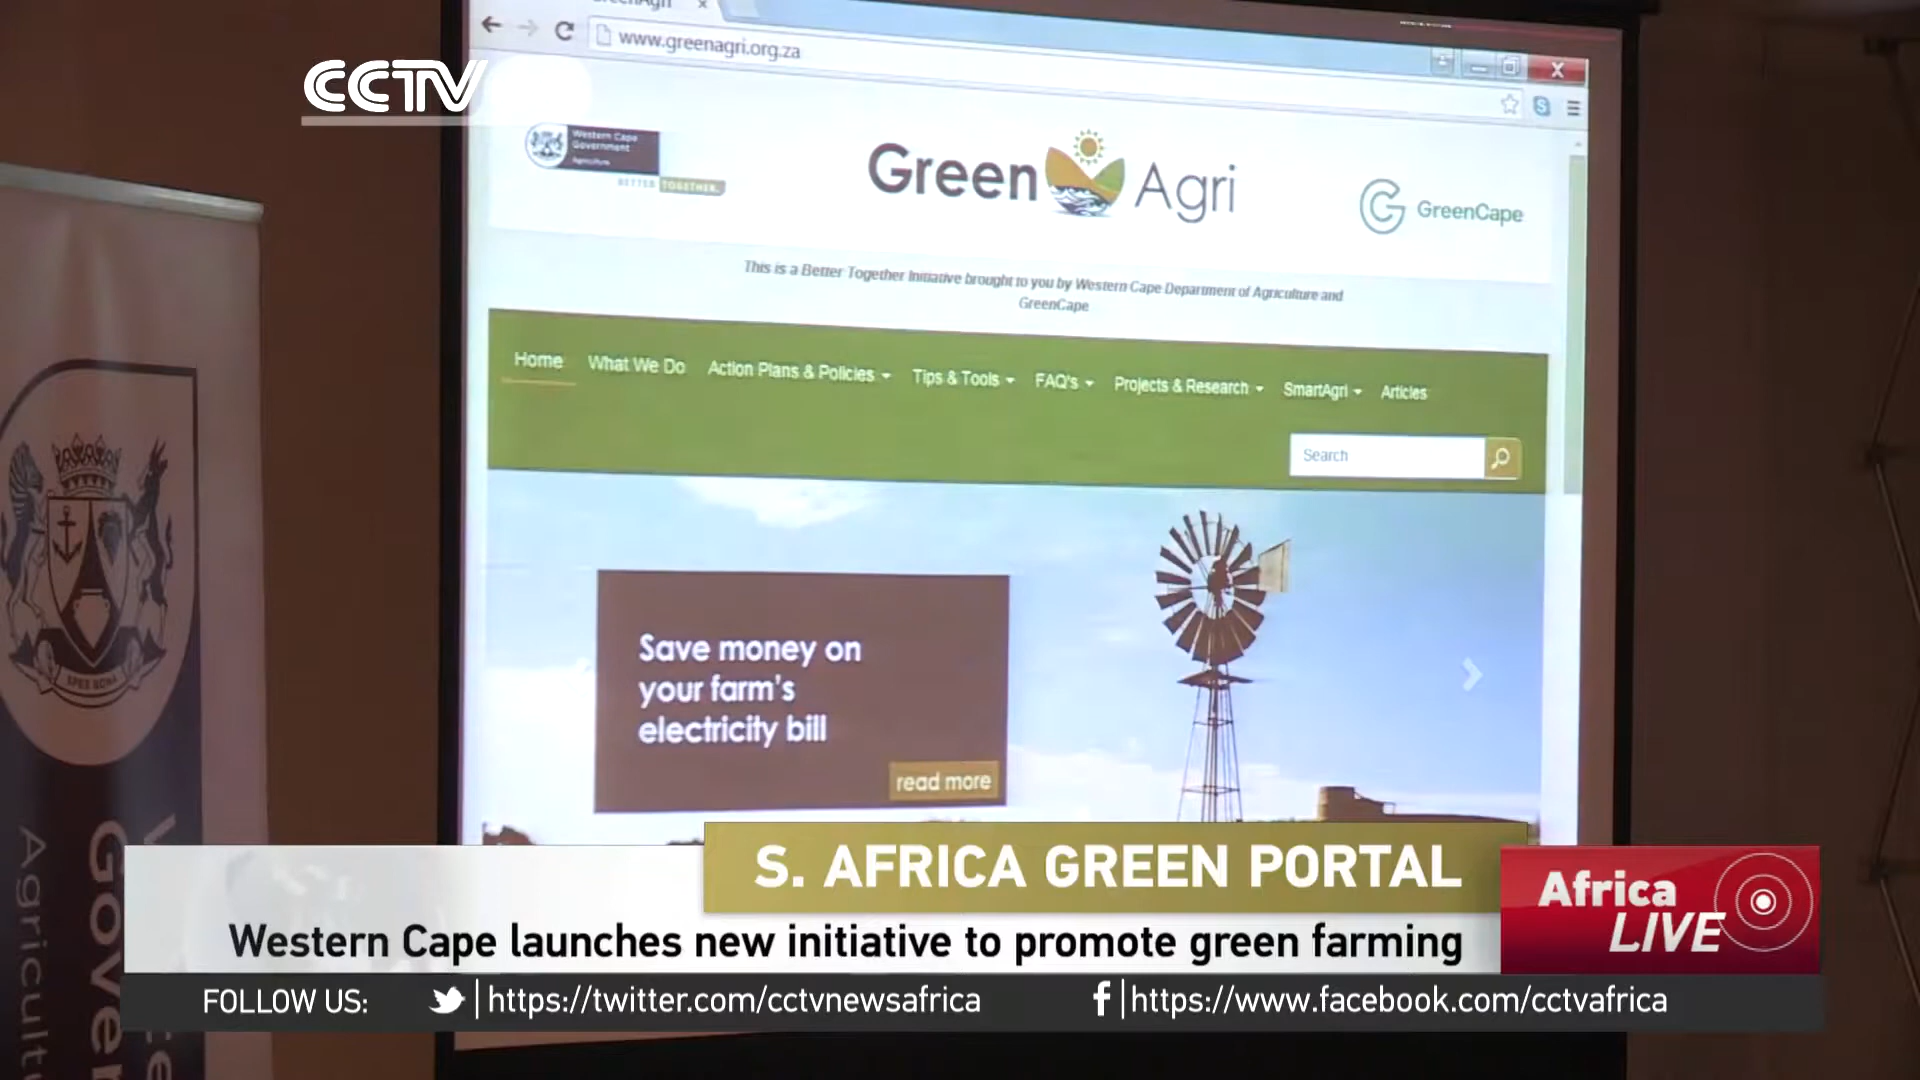 GreenAgri
www.greenagri.org.za
CCTV
Western Cape
Government
Agriculture
BETTER TOGETHER.
Green Agri
GreenCape
This is a Better Together Initiative brought to you by Western Cape Department of Agriculture and
GreenCape
Home What We Do Action Plans & Policies Tips & Tools FAQ's Projects & Research SmartAgri Articles
Search
Save money on
your farm's
electricity bill
read more
SPES BONA
S. AFRICA GREEN PORTAL
Western Cape launches new initiative to promote green farming
Africa
LIVE
FOLLOW US: https://twitter.com/cctvnewsafrica f https://www.facebook.com/cctvafrica